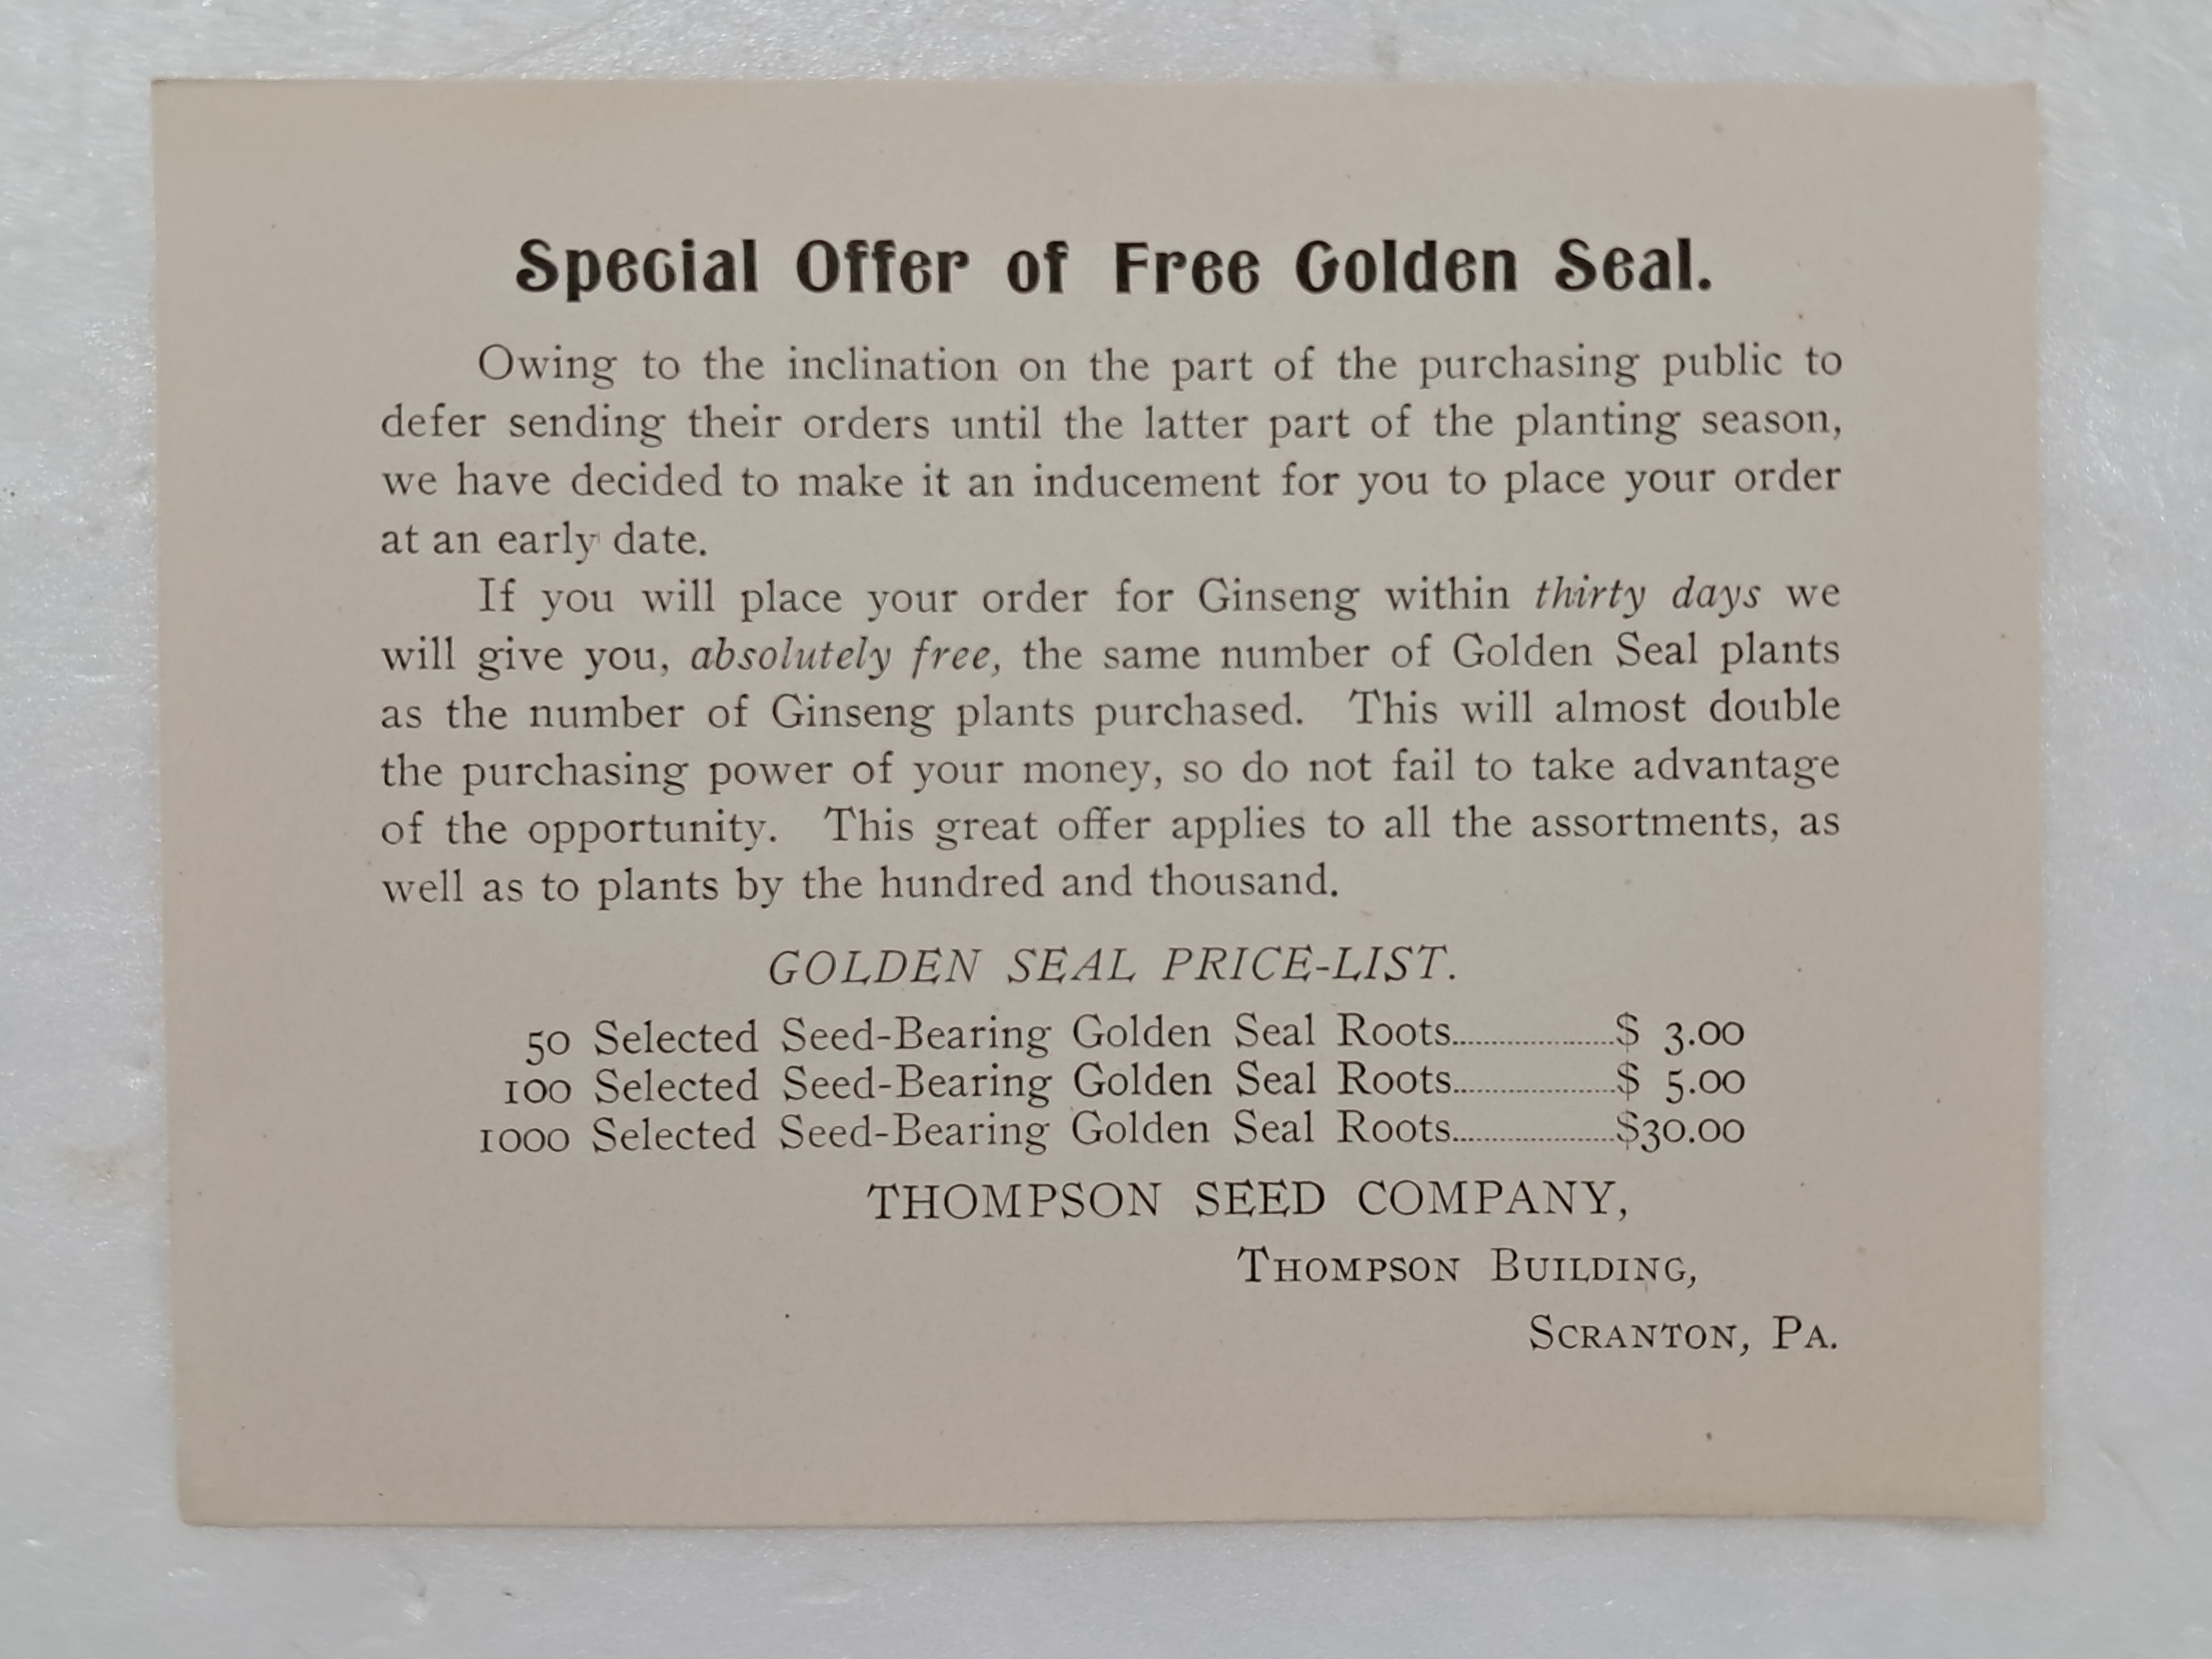 Special Offer of Free Golden Seal.
Owing to the inclination on the part of the purchasing public to
defer sending their orders until the latter part of the planting season,
we have decided to make it an inducement for you to place your order
at an early date.
If you will place your order for Ginseng within thirty days we
will give you, absolutely free, the same number of Golden Seal plants
as the number of Ginseng plants purchased. This will almost double
the purchasing power of your money, so do not fail to take advantage
of the opportunity. This great offer applies to all the assortments, as
well as to plants by the hundred and thousand.
GOLDEN SEAL PRICE-LIST.
50 Selected Seed-Bearing Golden Seal Roots....................$ 3.00
100 Selected Seed-Bearing Golden Seal Roots....................$ 5.00
1000 Selected Seed-Bearing Golden Seal Roots....................$30.00
THOMPSON SEED COMPANY,
THOMPSON BUILDING,
SCRANTON, PA.